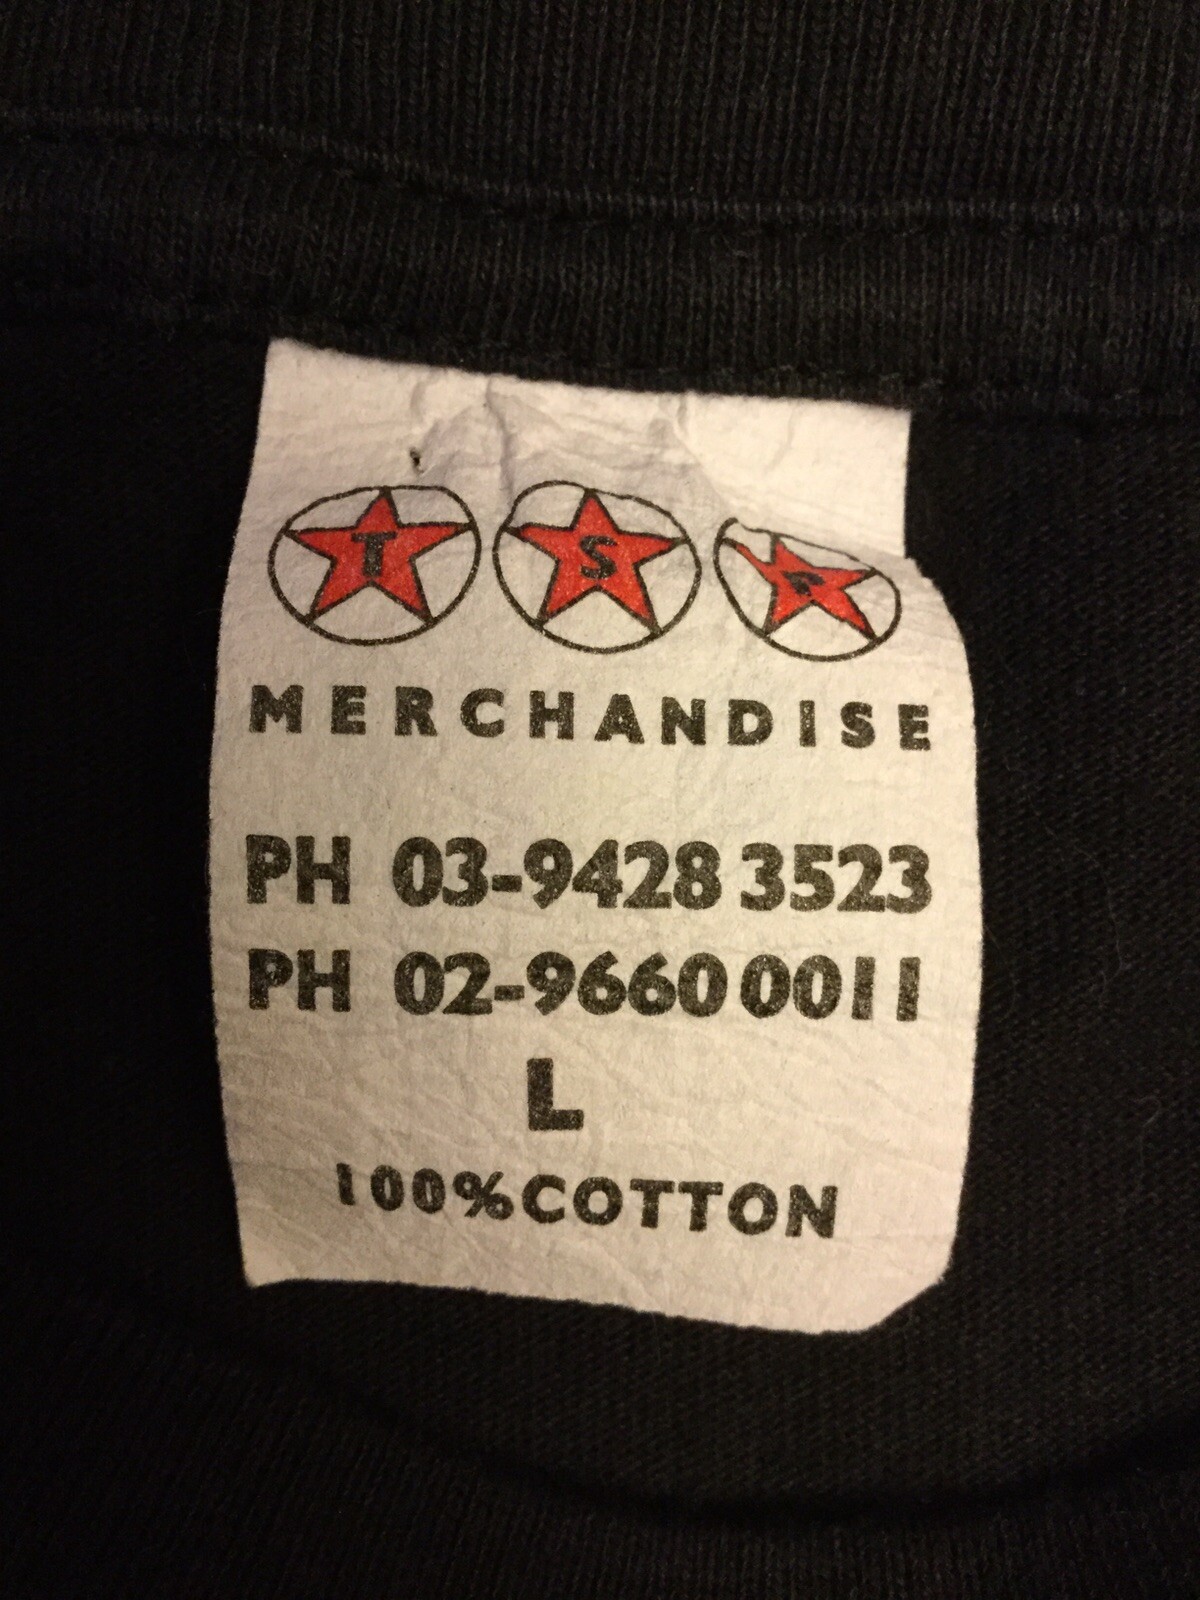 T S P
MERCHANDISE
PH 03-9428 3523
PH 02-9660 0011
L
100%COTTON